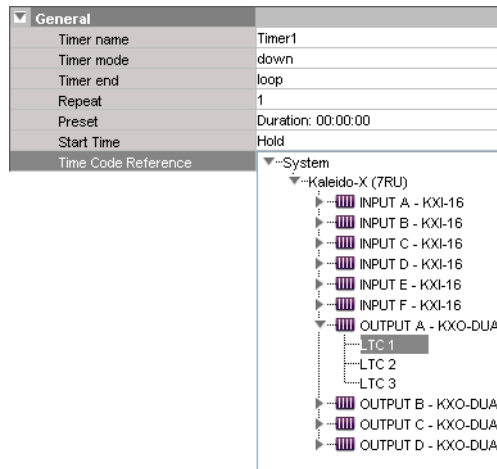 General
Timer name Timer1
Timer mode down
Timer end loop
Repeat 1
Preset Duration: 00:00:00
Start Time Hold
Time Code Reference System
Kaleido-X (7RU)
INPUT A - KXI-16
INPUT B - KXI-16
INPUT C - KXI-16
INPUT D - KXI-16
INPUT E - KXI-16
INPUT F - KXI-16
OUTPUT A - KXO-DUA
LTC 1
LTC 2
LTC 3
OUTPUT B - KXO-DUA
OUTPUT C - KXO-DUA
OUTPUT D - KXO-DUA